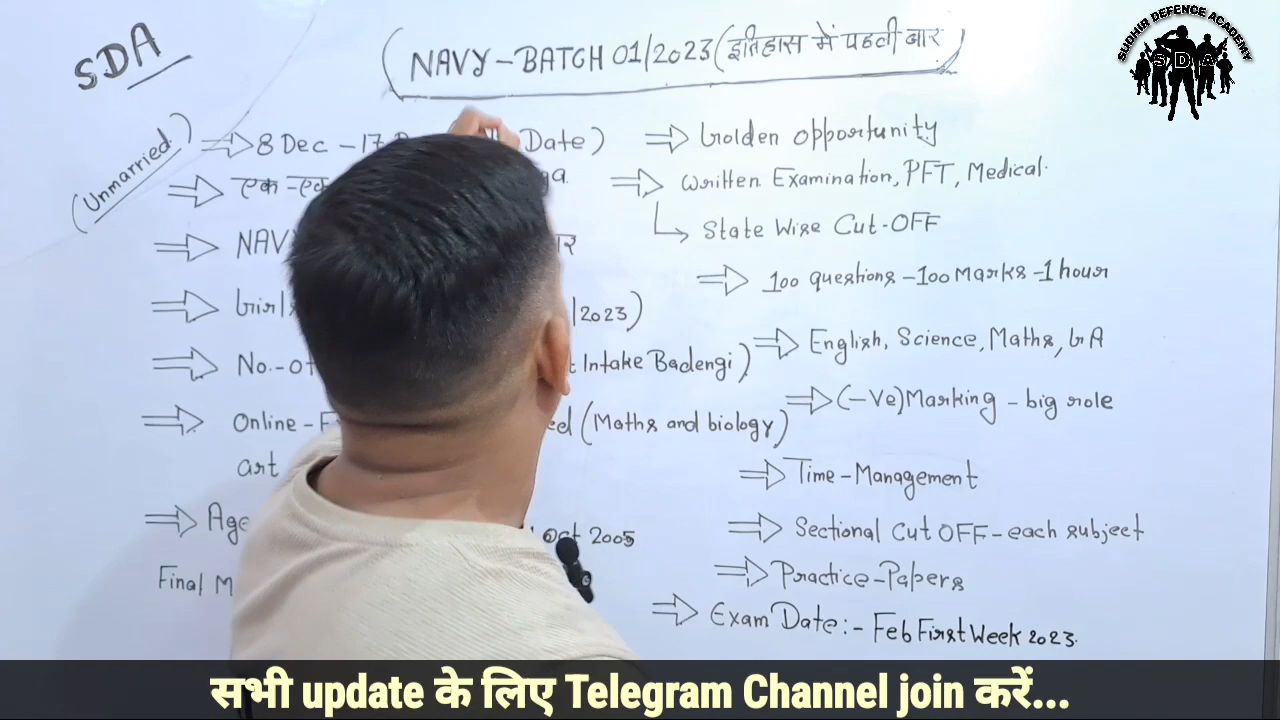 SDA
NAVY-BATCH 01/2023 (इतिहास में पहली बार)
(Unmarried)
8 Dec - 17
Date)
NAV
/2023)
No.-of
Intake Badengi)
Online-
(Maths and biology)
art
Age
Oct 2005
Final M
Golden opportunity
Written Examination, PFT, Medical.
State Wise Cut-OFF
100 questions - 100 Marks - 1 hour
English, Science, Maths, GA
(-Ve) Marking - big role
Time-Management
Sectional Cut OFF - each subject
Practice-Papers
Exam Date:- Feb First Week 2023.
SUDHIR DEFENCE ACADEMY
SDA
सभी update के लिए Telegram Channel join करें...